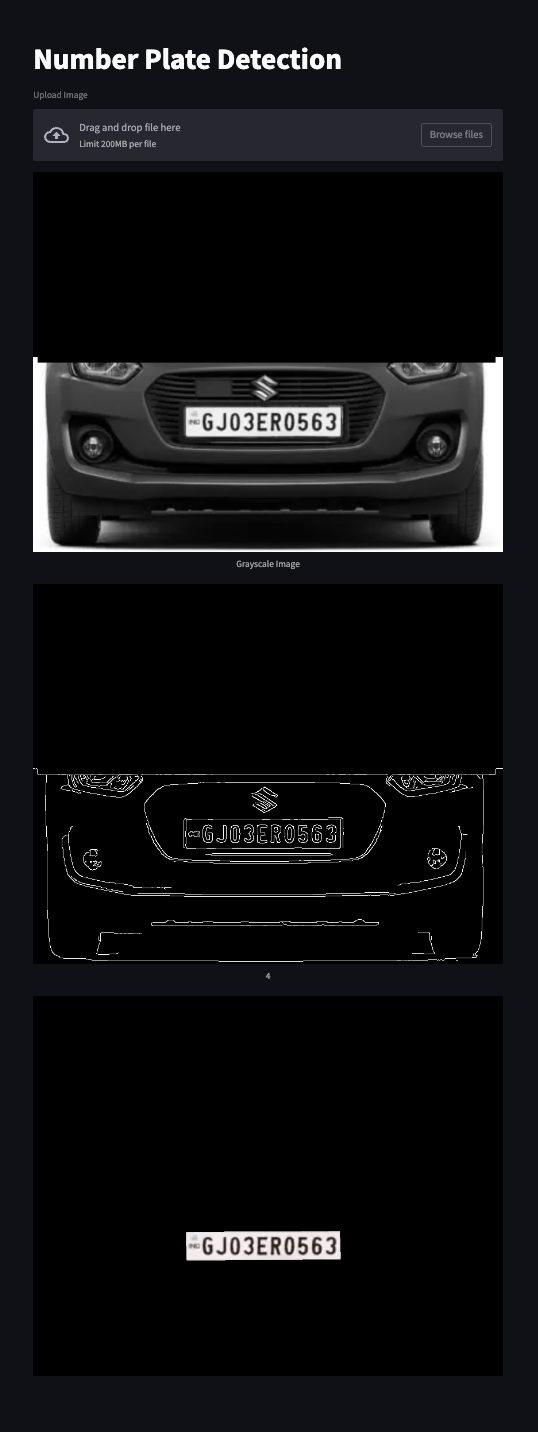 Number Plate Detection
Upload Image
Drag and drop file here
Limit 200MB per file
Browse files
IND GJ03ER0563
Grayscale Image
GJ03ER0563
4
IND GJ03ER0563